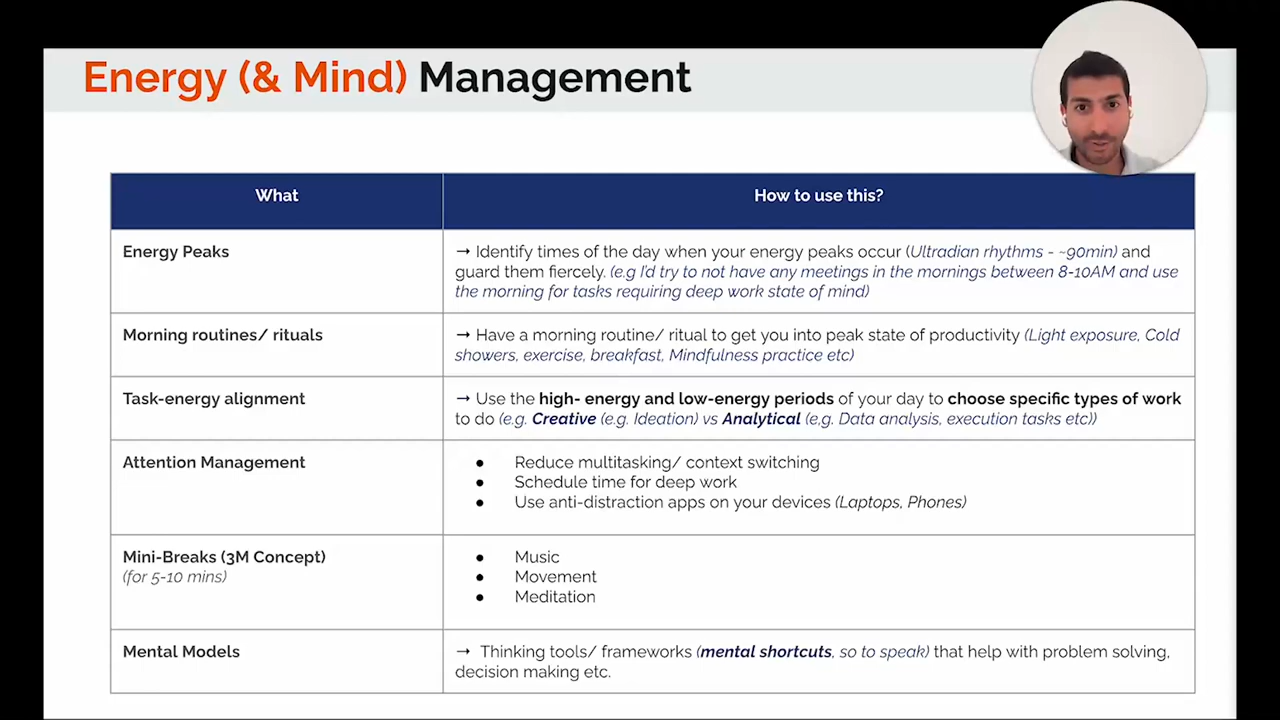 Energy (& Mind) Management
What
How to use this?
Energy Peaks
→ Identify times of the day when your energy peaks occur (Ultradian rhythms - ~90min) and
guard them fiercely. (e.g I'd try to not have any meetings in the mornings between 8-10AM and use
the morning for tasks requiring deep work state of mind)
Morning routines/ rituals
→ Have a morning routine/ ritual to get you into peak state of productivity (Light exposure, Cold
showers, exercise, breakfast, Mindfulness practice etc)
Task-energy alignment
→ Use the high- energy and low-energy periods of your day to choose specific types of work
to do (e.g. Creative (e.g. Ideation) vs Analytical (e.g. Data analysis, execution tasks etc))
Attention Management
● Reduce multitasking/ context switching
● Schedule time for deep work
● Use anti-distraction apps on your devices (Laptops, Phones)
Mini-Breaks (3M Concept)
(for 5-10 mins)
● Music
● Movement
● Meditation
Mental Models
→ Thinking tools/ frameworks (mental shortcuts, so to speak) that help with problem solving,
decision making etc.